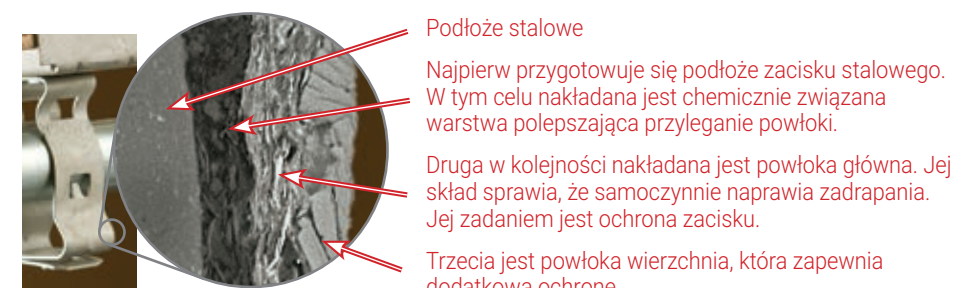 Podłoże stalowe
Najpierw przygotowuje się podłoże zacisku stalowego.
W tym celu nakładana jest chemicznie związana
warstwa polepszająca przyleganie powłoki.
Druga w kolejności nakładana jest powłoka główna. Jej
skład sprawia, że samoczynnie naprawia zadrapania.
Jej zadaniem jest ochrona zacisku.
Trzecia jest powłoka wierzchnia, która zapewnia
dodatkową ochronę.